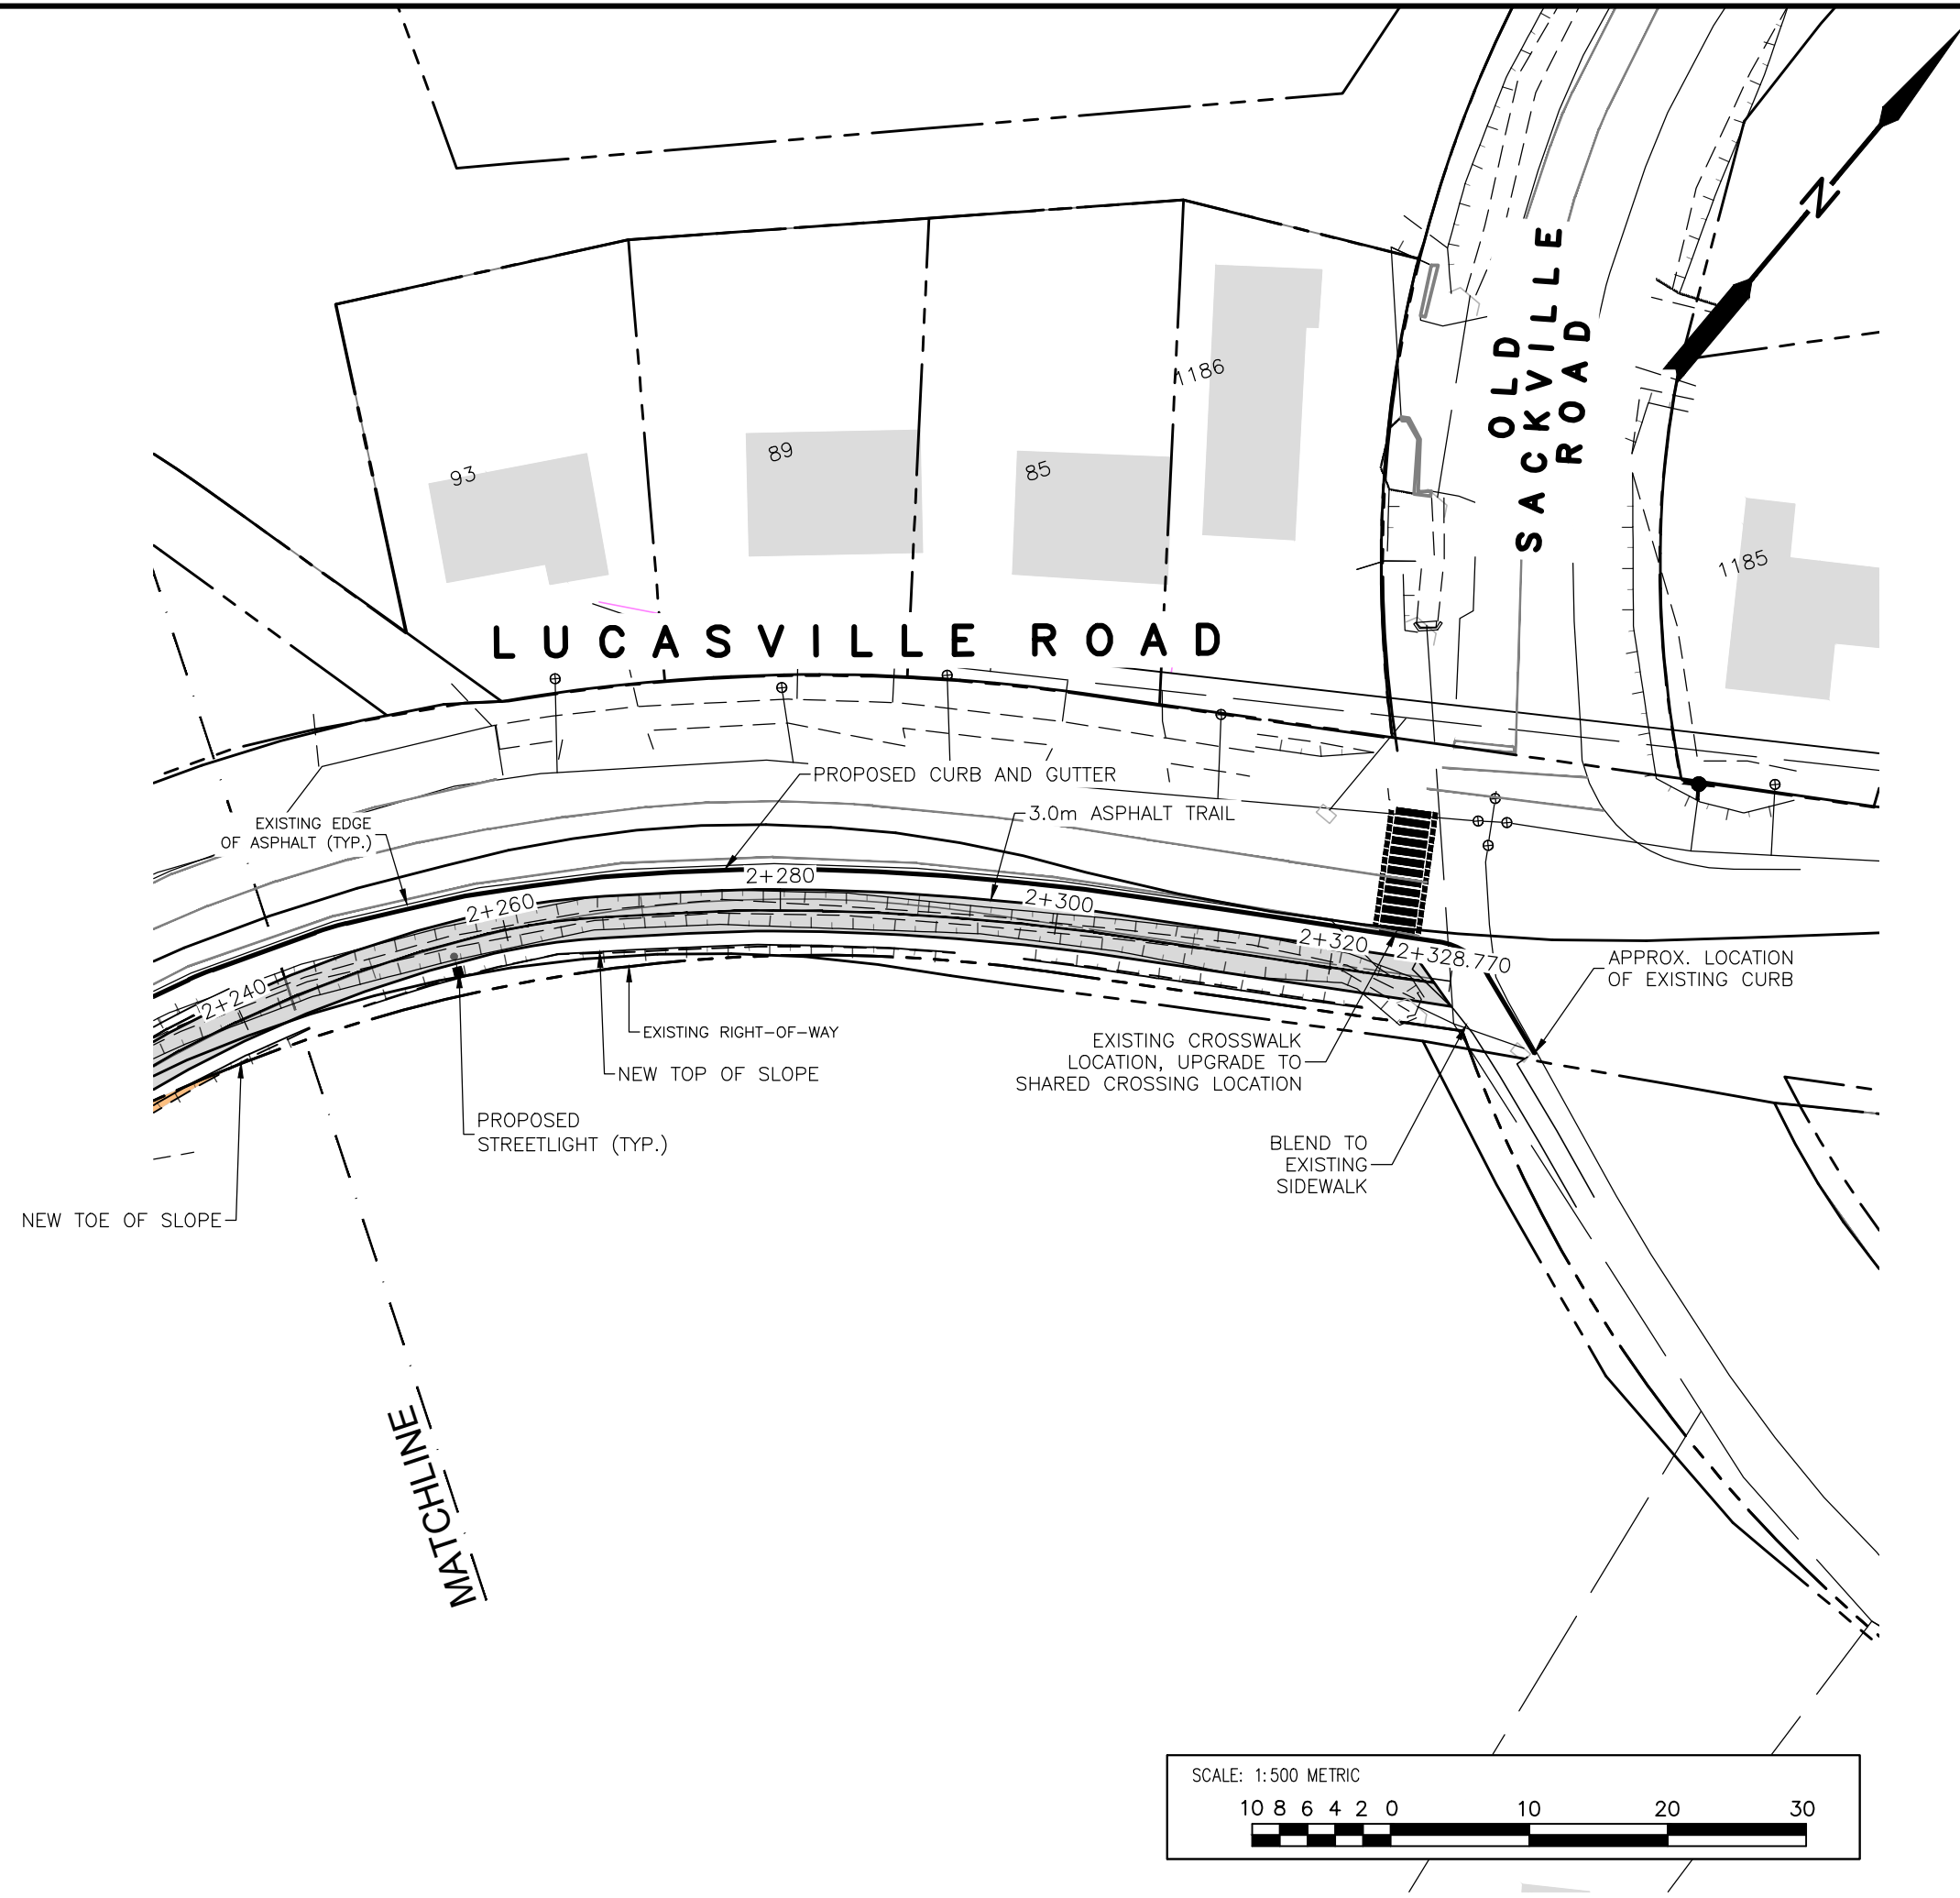 N
OLD
SACKVILLE
ROAD
1186
93
89
85
1185
LUCASVILLE ROAD
PROPOSED CURB AND GUTTER
3.0m ASPHALT TRAIL
EXISTING EDGE
OF ASPHALT (TYP.)
2+240
2+260
2+280
2+300
2+320
2+328.770
APPROX. LOCATION
OF EXISTING CURB
EXISTING RIGHT-OF-WAY
NEW TOP OF SLOPE
EXISTING CROSSWALK
LOCATION, UPGRADE TO
SHARED CROSSING LOCATION
PROPOSED
STREETLIGHT (TYP.)
BLEND TO
EXISTING
SIDEWALK
NEW TOE OF SLOPE
MATCHLINE
SCALE: 1:500 METRIC
10 8 6 4 2 0 10 20 30